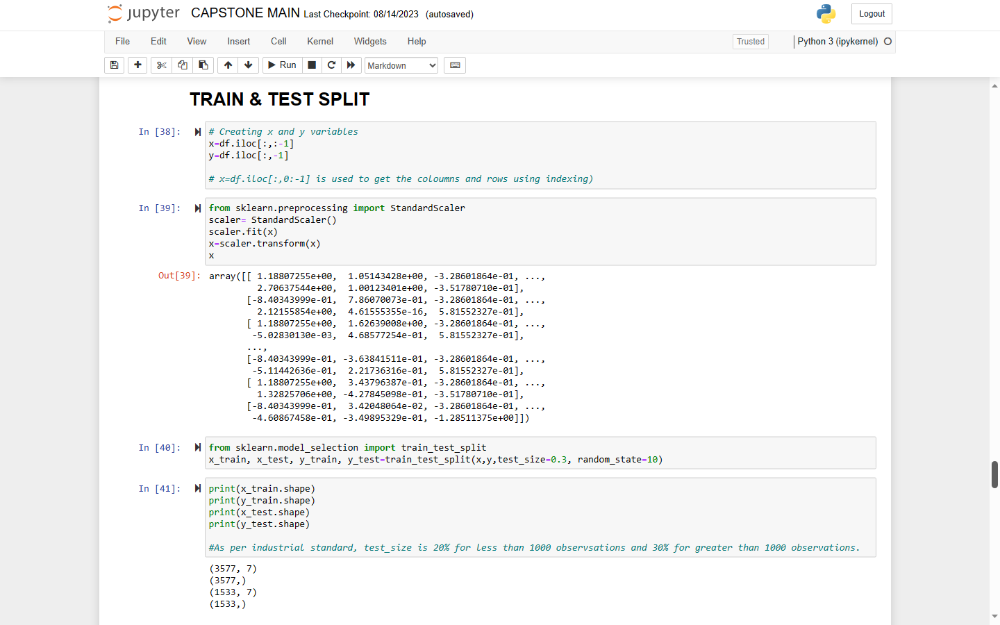 jupyter CAPSTONE MAIN Last Checkpoint: 08/14/2023 (autosaved)
Logout
File Edit View Insert Cell Kernel Widgets Help
Trusted
Python 3 (ipykernel)
Run
Markdown
TRAIN & TEST SPLIT
In [38]:
# Creating x and y variables
x=df.iloc[:,:-1]
y=df.iloc[:,-1]
# x=df.iloc[:,0:-1] is used to get the coloumns and rows using indexing)
In [39]:
from sklearn.preprocessing import StandardScaler
scaler= StandardScaler()
scaler.fit(x)
x=scaler.transform(x)
x
Out[39]:
array([[ 1.18807255e+00, 1.05143428e+00, -3.28601864e-01, ...,
2.70637544e+00, 1.00123401e+00, -3.51780710e-01],
[-8.40343999e-01, 7.86070073e-01, -3.28601864e-01, ...,
2.12155854e+00, 4.61555355e-16, 5.81552327e-01],
[ 1.18807255e+00, 1.62639008e+00, -3.28601864e-01, ...,
-5.02830130e-03, 4.68577254e-01, 5.81552327e-01],
...,
[-8.40343999e-01, -3.63841511e-01, -3.28601864e-01, ...,
-5.11442636e-01, 2.21736316e-01, 5.81552327e-01],
[ 1.18807255e+00, 3.43796387e-01, -3.28601864e-01, ...,
1.32825706e+00, -4.27845098e-01, -3.51780710e-01],
[-8.40343999e-01, 3.42048064e-02, -3.28601864e-01, ...,
-4.60867458e-01, -3.49895329e-01, -1.28511375e+00]])
In [40]:
from sklearn.model_selection import train_test_split
x_train, x_test, y_train, y_test=train_test_split(x,y,test_size=0.3, random_state=10)
In [41]:
print(x_train.shape)
print(y_train.shape)
print(x_test.shape)
print(y_test.shape)
#As per industrial standard, test_size is 20% for less than 1000 observsations and 30% for greater than 1000 observations.
(3577, 7)
(3577,)
(1533, 7)
(1533,)